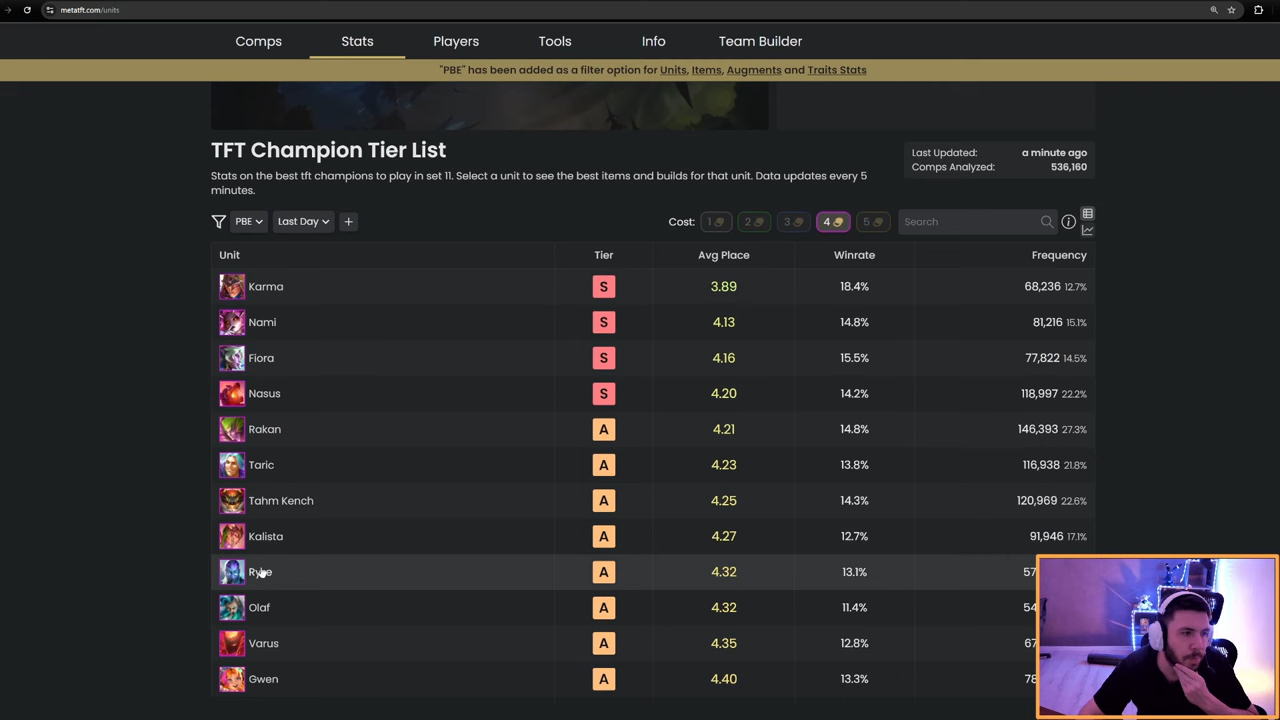 metatft.com/units
Comps Stats Players Tools Info Team Builder
"PBE" has been added as a filter option for Units, Items, Augments and Traits Stats
TFT Champion Tier List
Stats on the best tft champions to play in set 11. Select a unit to see the best items and builds for that unit. Data updates every 5
minutes.
Last Updated: a minute ago
Comps Analyzed: 536,160
PBE Last Day + Cost: 1 2 3 4 5 Search
Unit Tier Avg Place Winrate Frequency
Karma S 3.89 18.4% 68,236 12.7%
Nami S 4.13 14.8% 81,216 15.1%
Fiora S 4.16 15.5% 77,822 14.5%
Nasus S 4.20 14.2% 118,997 22.2%
Rakan A 4.21 14.8% 146,393 27.3%
Taric A 4.23 13.8% 116,938 21.8%
Tahm Kench A 4.25 14.3% 120,969 22.6%
Kalista A 4.27 12.7% 91,946 17.1%
A 4.32 13.1% 57
Olaf A 4.32 11.4% 54
Varus A 4.35 12.8% 67
Gwen A 4.40 13.3% 78